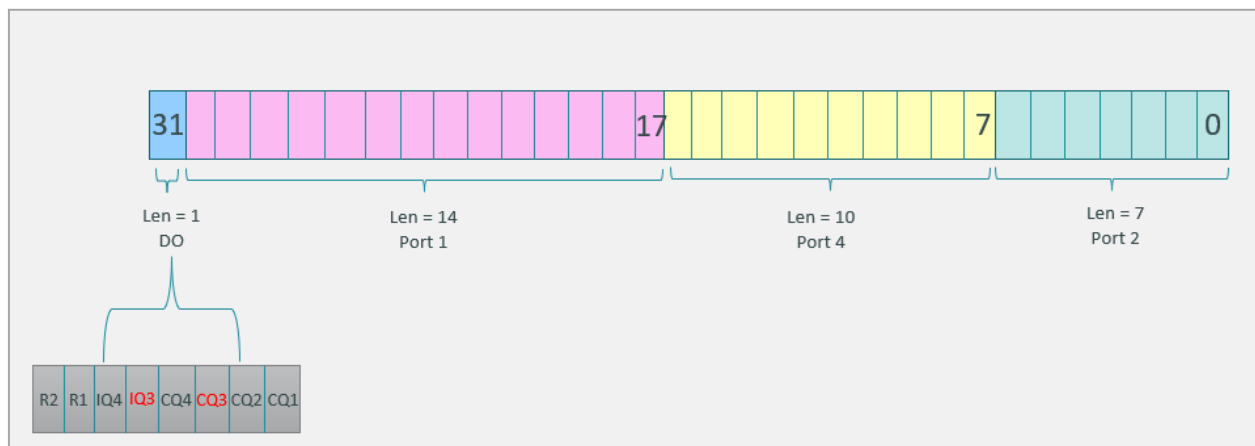 31 17 7 0
Len = 1
DO
Len = 14
Port 1
Len = 10
Port 4
Len = 7
Port 2
R2 R1 IQ4 IQ3 CQ4 CQ3 CQ2 CQ1